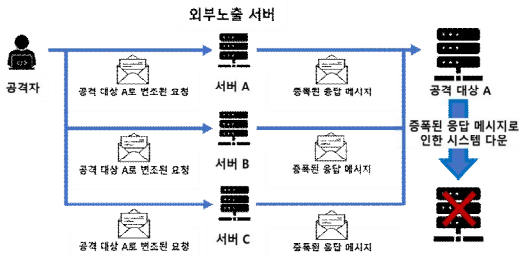 외부노출 서버
공격자
공격 대상 A로 변조된 요청
서버 A
증폭된 응답 메시지
공격 대상 A
공격 대상 A로 변조된 요청
서버 B
증폭된 응답 메시지
증폭된 응답 메시지로
인한 시스템 다운
공격 대상 A로 변조된 요청
서버 C
증폭된 응답 메시지